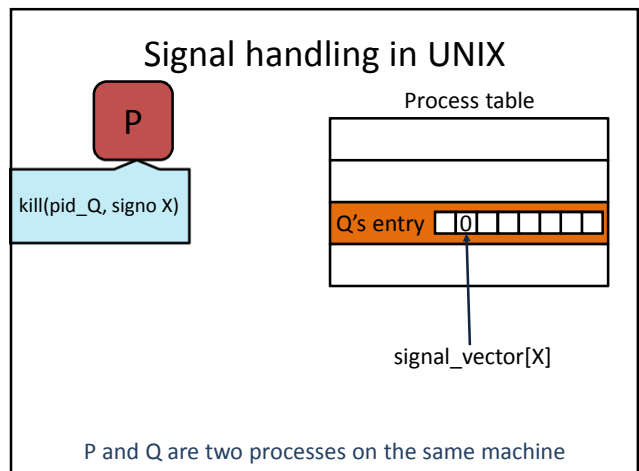 Signal handling in UNIX
P
kill(pid_Q, signo X)
Process table
Q's entry
0
signal_vector[X]
P and Q are two processes on the same machine